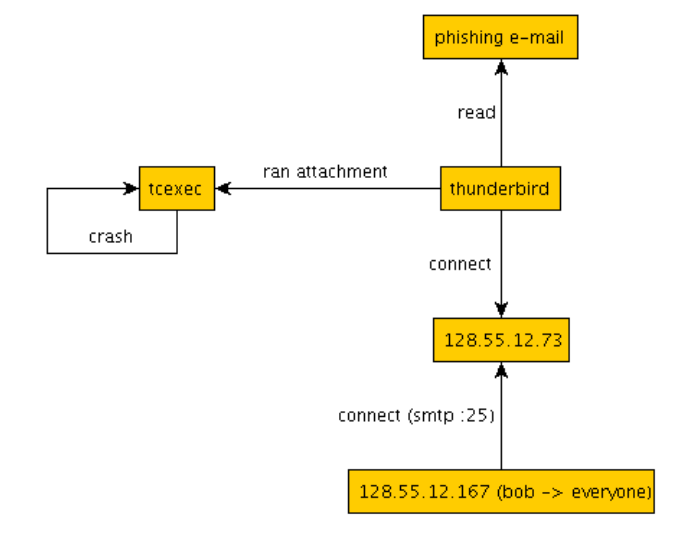 phishing e-mail
read
ran attachment
tcexec
thunderbird
crash
connect
128.55.12.73
connect (smtp :25)
128.55.12.167 (bob -> everyone)